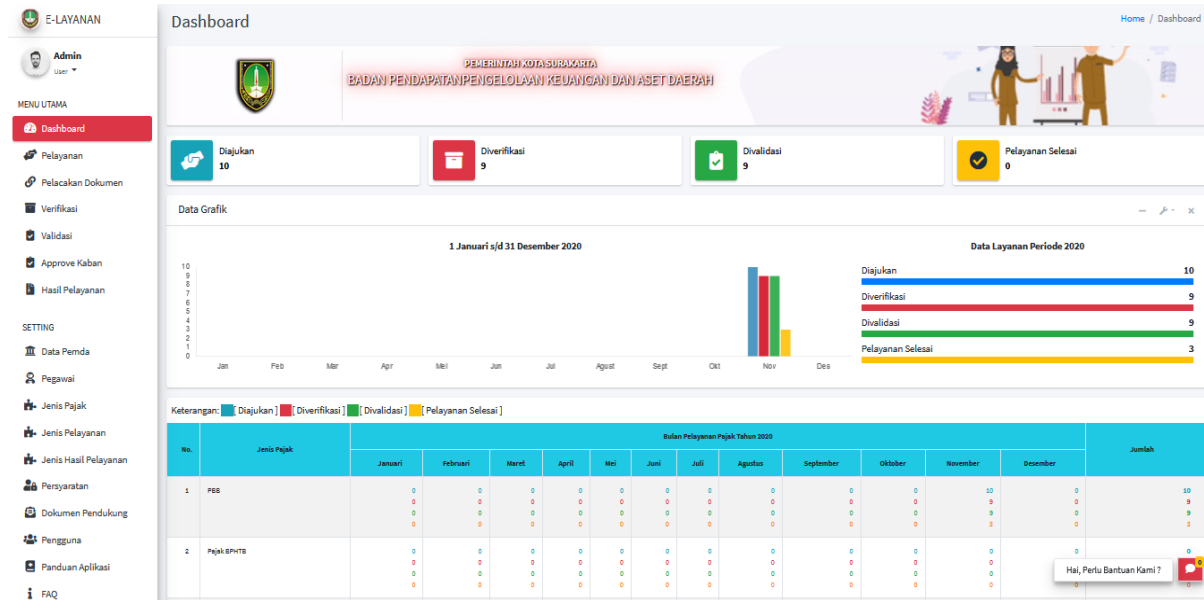 E-LAYANAN
Admin
User
MENU UTAMA
Dashboard
Pelayanan
Pelacakan Dokumen
Verifikasi
Validasi
Approve Kaban
Hasil Pelayanan
SETTING
Data Pemda
Pegawai
Jenis Pajak
Jenis Pelayanan
Jenis Hasil Pelayanan
Persyaratan
Dokumen Pendukung
Pengguna
Panduan Aplikasi
FAQ
Dashboard
Home / Dashboard
PEMERINTAH KOTA SURAKARTA
BADAN PENDAPATANPENGELOLAAN KEUANGAN DAN ASET DAERAH
Diajukan
10
Diverifikasi
9
Divalidasi
9
Pelayanan Selesai
0
Data Grafik
1 Januari s/d 31 Desember 2020
10
9
8
7
6
5
4
3
2
1
0
Jan Feb Mar Apr Mei Jun Jul Agust Sept Okt Nov Des
Data Layanan Periode 2020
Diajukan 10
Diverifikasi 9
Divalidasi 9
Pelayanan Selesai 3
Keterangan: [ Diajukan ] [ Diverifikasi ] [ Divalidasi ] [ Pelayanan Selesai ]
No. Jenis Pajak Bulan Pelayanan Pajak Tahun 2020 Jumlah
Januari Februari Maret April Mei Juni Juli Agustus September Oktober November Desember
1 PBB 0 0 0 0 0 0 0 0 0 0 10 0 10
0 0 0 0 0 0 0 0 0 0 9 0 9
0 0 0 0 0 0 0 0 0 0 9 0 9
0 0 0 0 0 0 0 0 0 0 3 0 3
2 Pajak BPHTB 0 0 0 0 0 0 0 0 0 0 0 0 0
0 0 0 0 0 0 0 0 0 0 0
0 0 0 0 0 0 0 0 0 0 0
0 0 0 0 0 0 0 0 0 0 0 0 0
Hai, Perlu Bantuan Kami ?
0